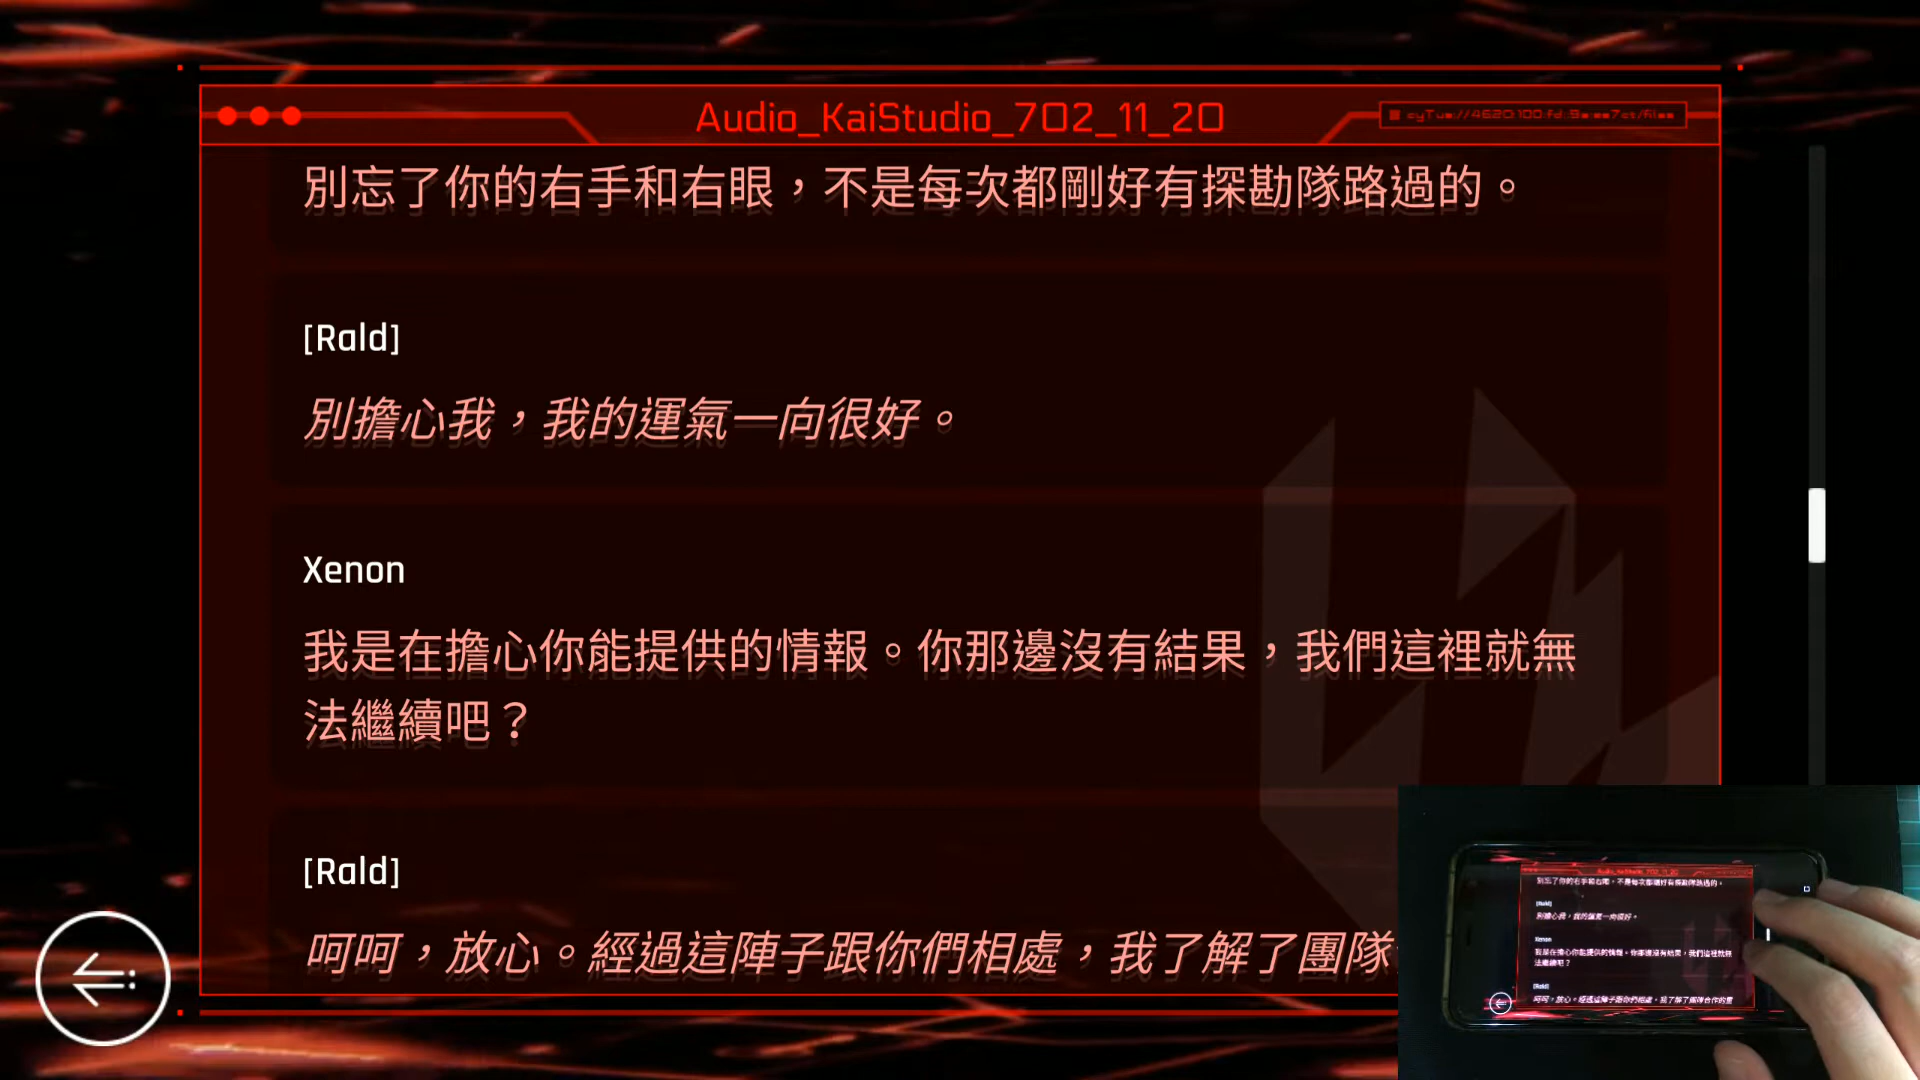 Audio_KaiStudio_702_11_20
別忘了你的右手和右眼，不是每次都剛好有探勘隊路過的。
[Rald]
別擔心我，我的運氣一向很好。
Xenon
我是在擔心你能提供的情報。你那邊沒有結果，我們這裡就無
法繼續吧？
[Rald]
呵呵，放心。經過這陣子跟你們相處，我了解了團隊